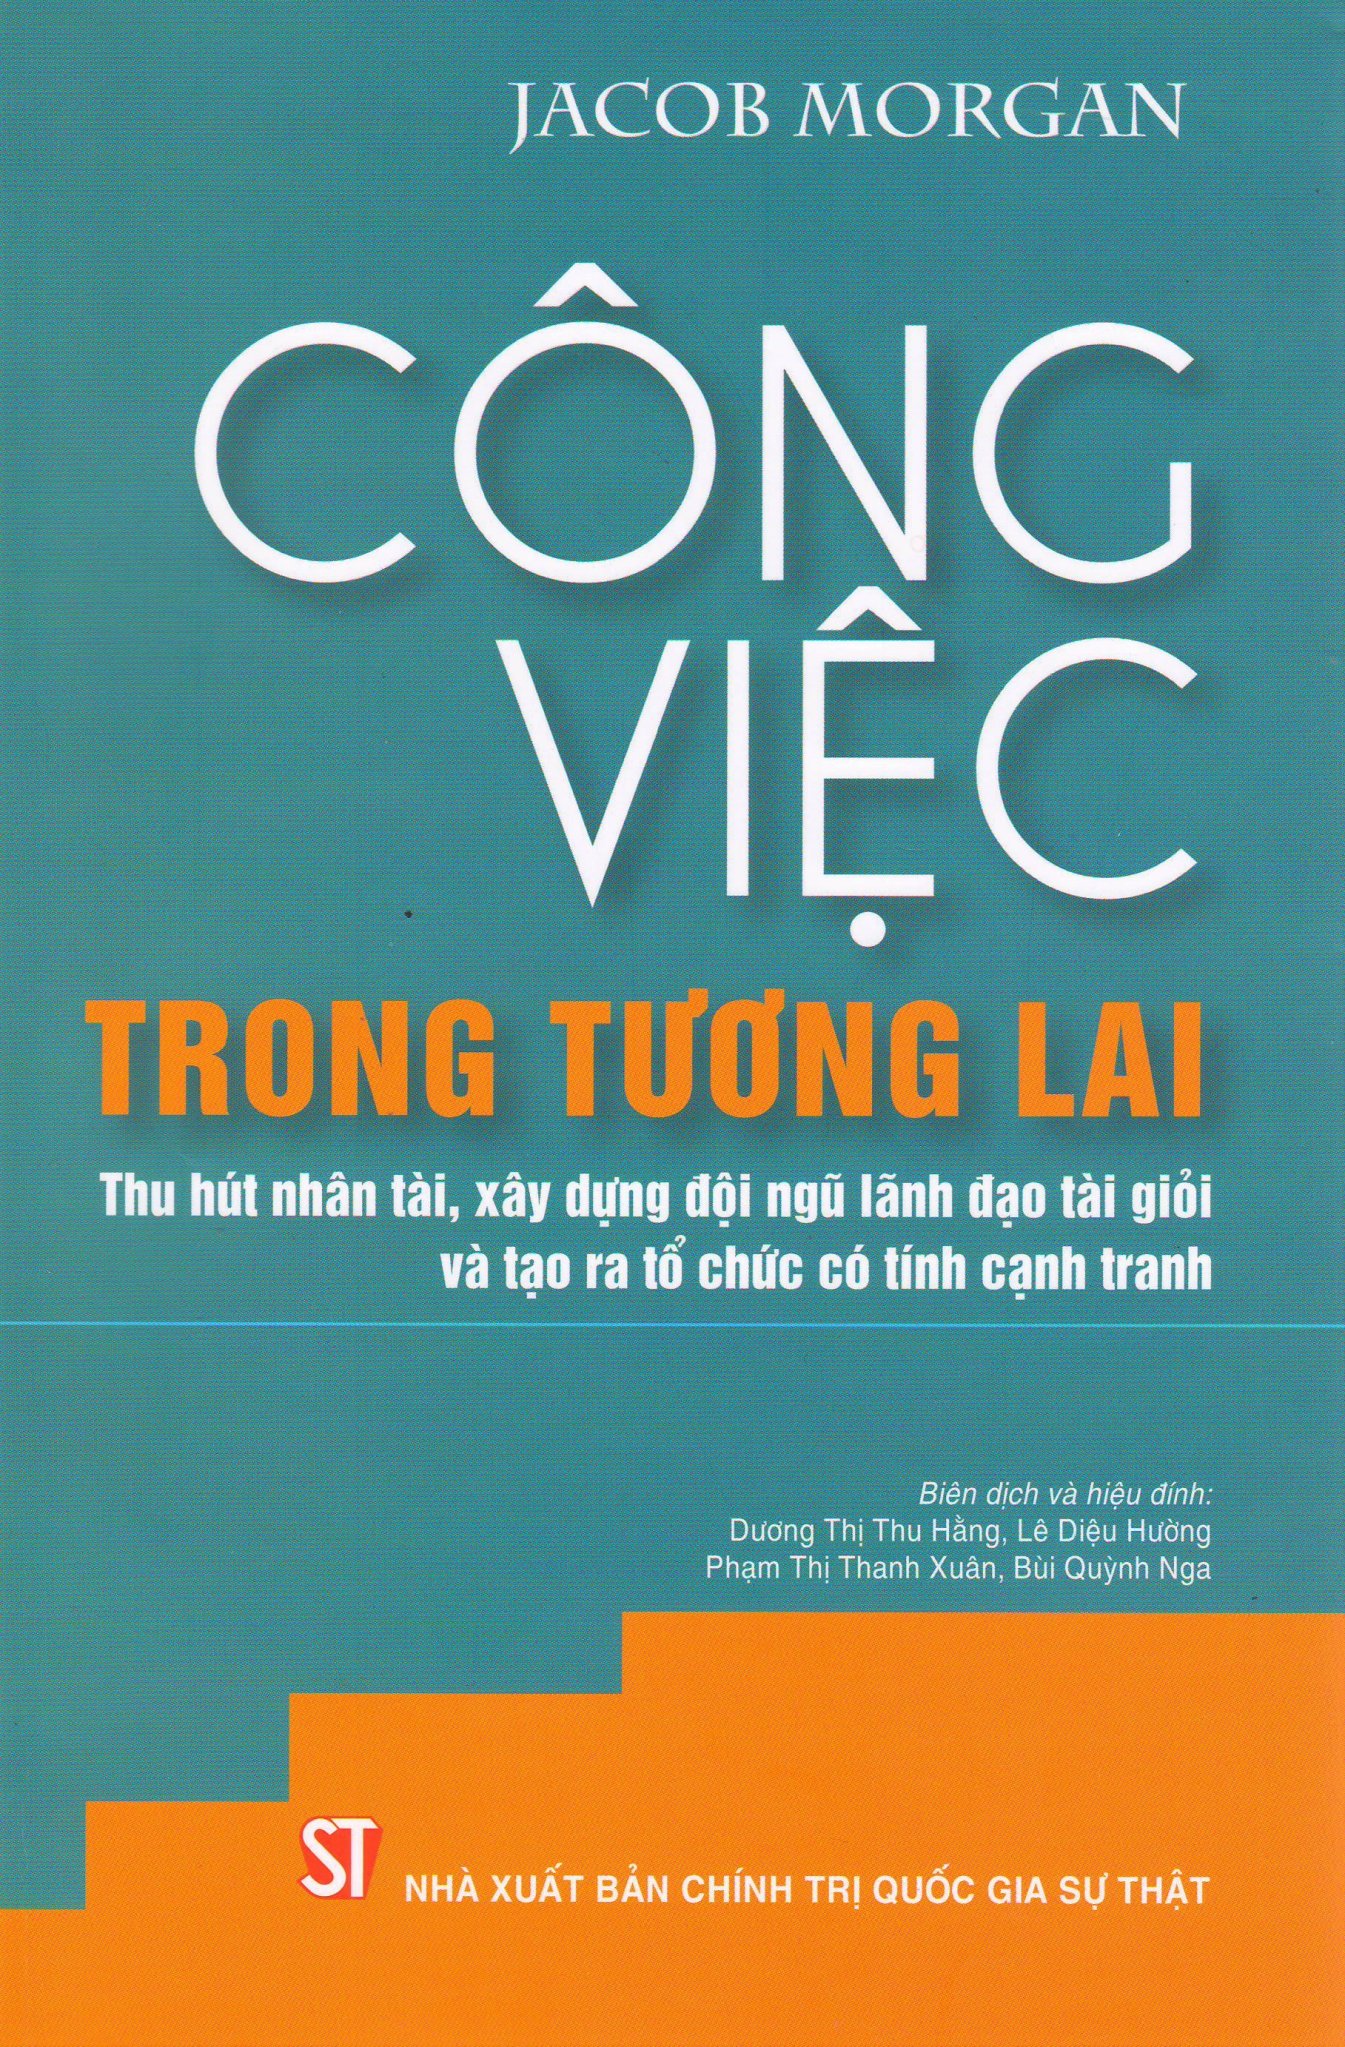 JACOB MORGAN
CÔNG
VIỆC
TRONG TƯƠNG LAI
Thu hút nhân tài, xây dựng đội ngũ lãnh đạo tài giỏi
và tạo ra tổ chức có tính cạnh tranh
Biên dịch và hiệu đính:
Dương Thị Thu Hằng, Lê Diệu Hường
Phạm Thị Thanh Xuân, Bùi Quỳnh Nga
ST
NHÀ XUẤT BẢN CHÍNH TRỊ QUỐC GIA SỰ THẬT